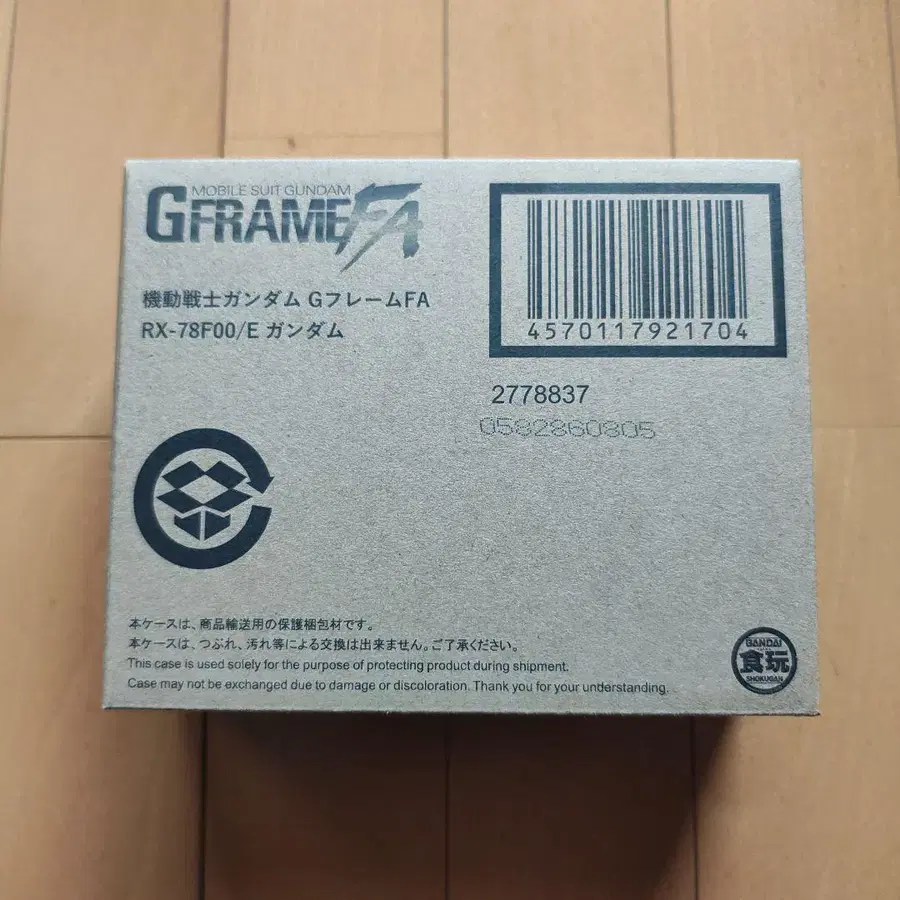 MOBILE SUIT GUNDAM
GFRAME FA
機動戦士ガンダム GフレームFA
RX-78F00/E ガンダム
4570117921704
2778837
0582860805
本ケースは、商品輸送用の保護梱包材です。
本ケースは、つぶれ、汚れ等による交換は出来ません。ご了承ください。
This case is used solely for the purpose of protecting product during shipment.
Case may not be exchanged due to damage or discoloration. Thank you for your understanding.
BANDAI
食玩
SHOKUGAN